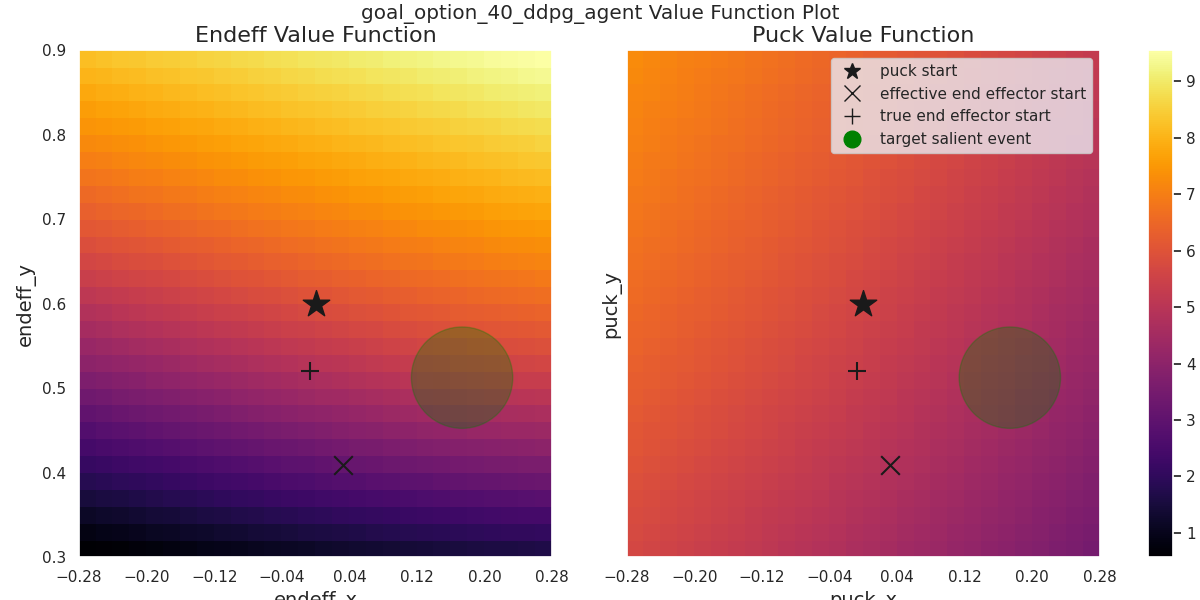 goal_option_40_ddpg_agent Value Function Plot
Endeff Value Function
Puck Value Function
puck start
effective end effector start
true end effector start
target salient event
0.9
0.8
0.7
0.6
0.5
0.4
0.3
endeff_y
−0.28 −0.20 −0.12 −0.04 0.04 0.12 0.20 0.28
endeff_x
puck_y
−0.28 −0.20 −0.12 −0.04 0.04 0.12 0.20 0.28
puck_x
9
8
7
6
5
4
3
2
1